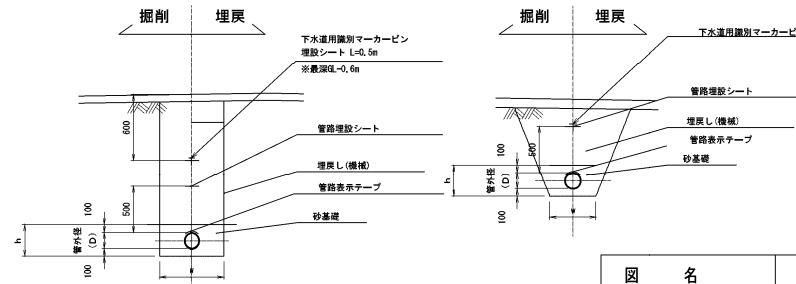 掘削 埋戻
下水道用識別マーカーピン
埋設シート L=0.5m
※最深GL-0.6m
600
管路埋設シート
埋戻し(機械)
管路表示テープ
500
砂基礎
100
h
管外径
(D)
100
掘削 埋戻
下水道用識別マーカーピ
管路埋設シート
埋戻し(機械)
管路表示テープ
500
砂基礎
100
h
管外径
(D)
100
図 名